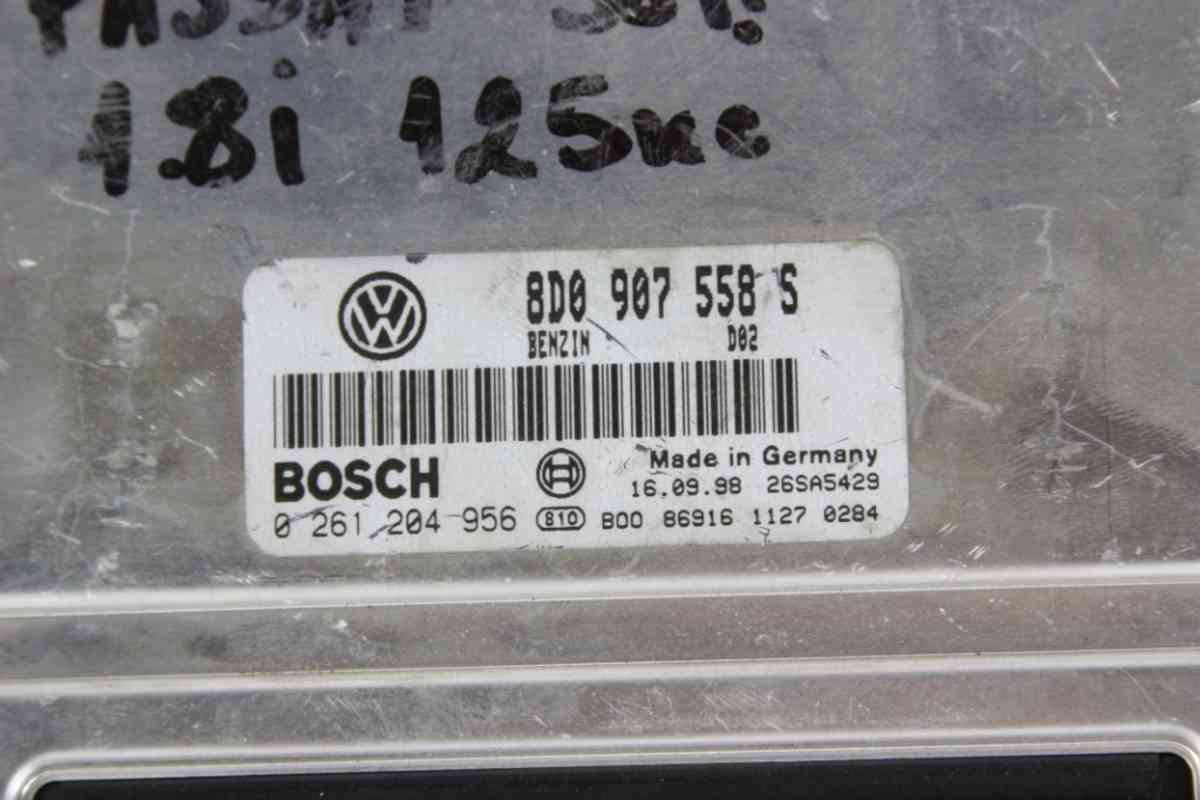 PASSAT
1.8i 125кс
8D0 907 558 S
BENZIN D02
BOSCH
Made in Germany
16.09.98 26SA5429
0 261 204 956 810 B00 86916 1127 0284